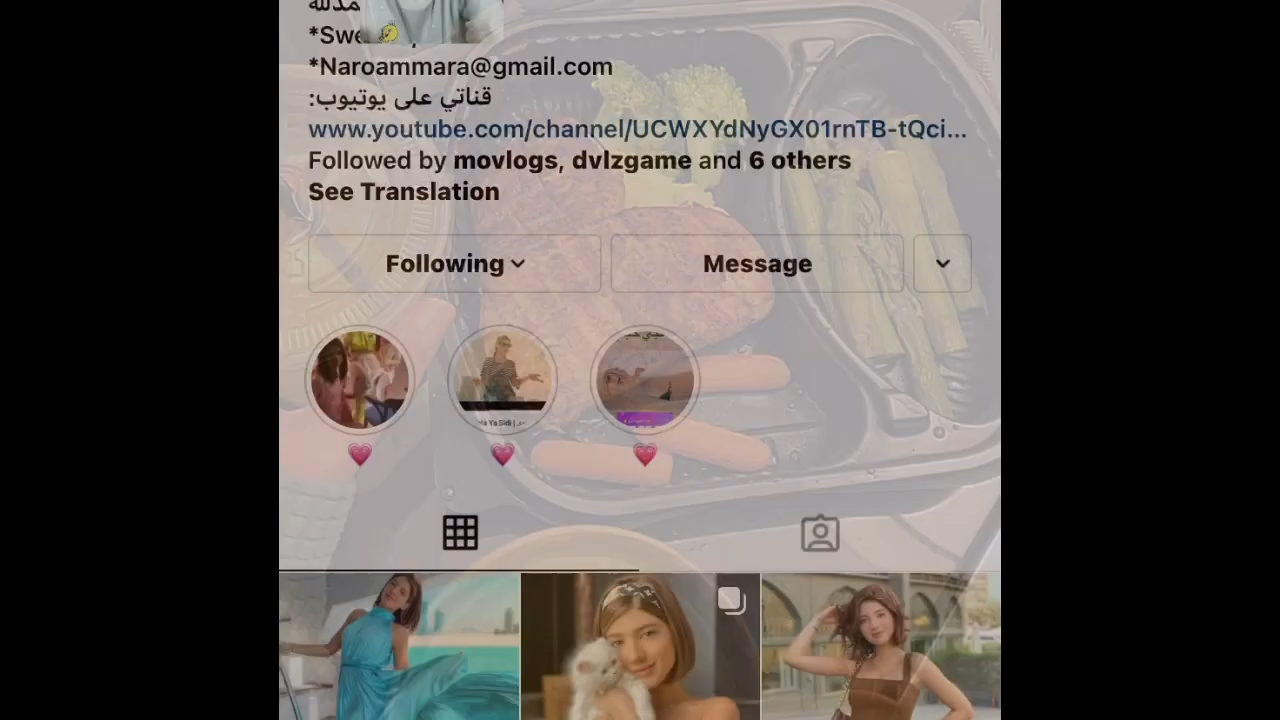 *Naroammara@gmail.com
قناتي على يوتيوب:
www.youtube.com/channel/UCWXYdNyGX01rnTB-tQci...
Followed by movlogs, dvlzgame and 6 others
See Translation
Following Message